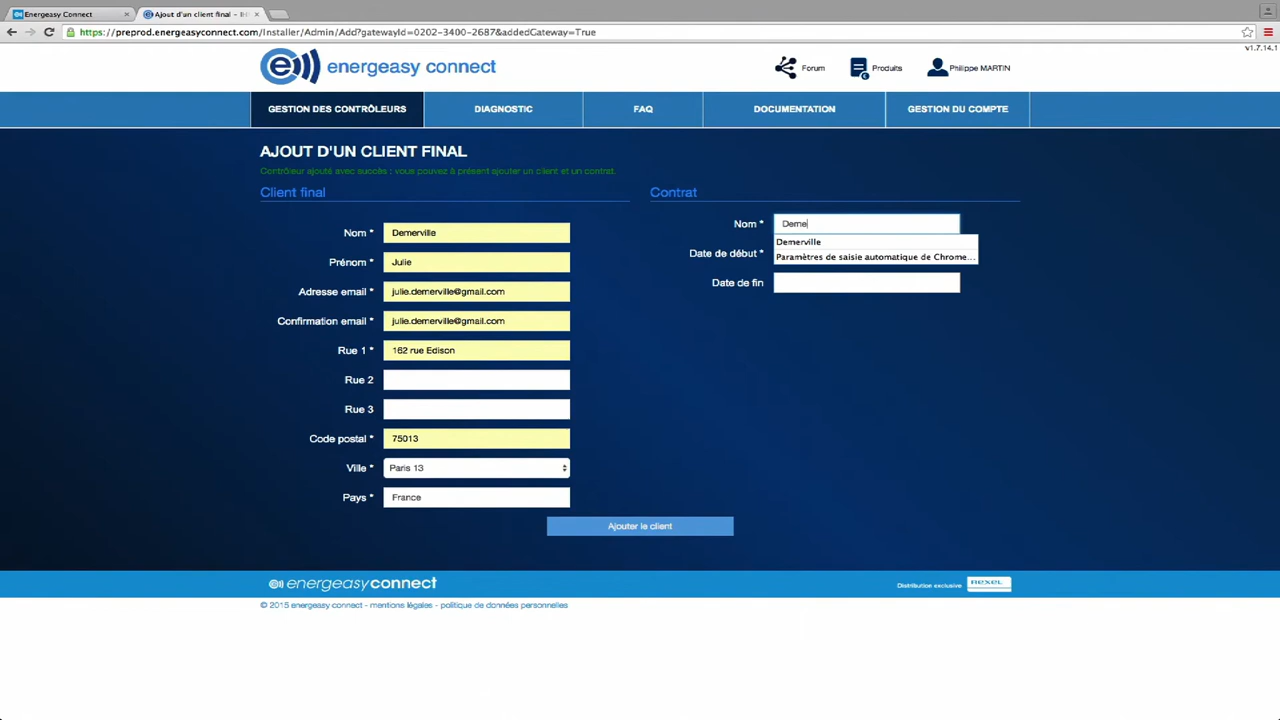 Energeasy Connect
Ajout d'un client final – 
https://preprod.energeasyconnect.com/Installer/Admin/Add?gatewayId=0202-3400-2687&addedGateway=True
v1.7.14.1
energeasy connect
Forum
Produits
Philippe MARTIN
GESTION DES CONTRÔLEURS
DIAGNOSTIC
FAQ
DOCUMENTATION
GESTION DU COMPTE
AJOUT D'UN CLIENT FINAL
Contrôleur ajouté avec succès : vous pouvez à présent ajouter un client et un contrat.
Client final
Nom * Demerville
Prénom * Julie
Adresse email * julie.demerville@gmail.com
Confirmation email * julie.demerville@gmail.com
Rue 1 * 162 rue Edison
Rue 2
Rue 3
Code postal * 75013
Ville * Paris 13
Pays * France
Contrat
Nom * Deme
Demerville
Paramètres de saisie automatique de Chrome...
Date de début *
Date de fin
Ajouter le client
energeasyconnect
Distribution exclusive REXEL
© 2015 energeasy connect - mentions légales - politique de données personnelles